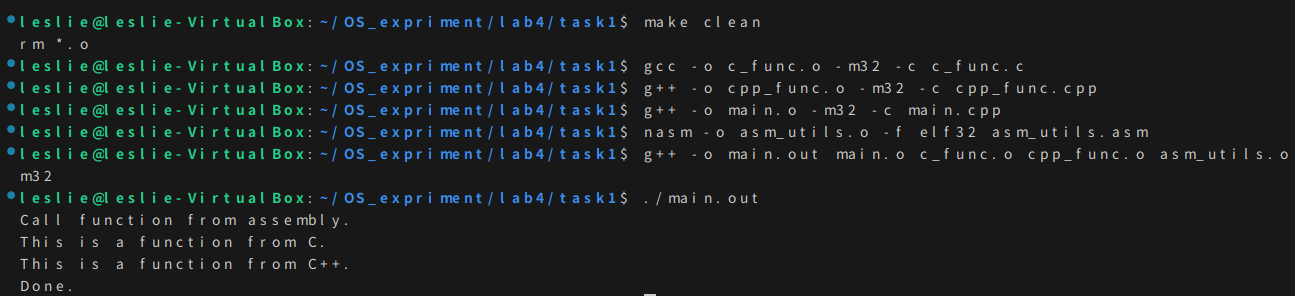 leslie@leslie-VirtualBox:~/OS_expriment/lab4/task1$ make clean
rm *.o
leslie@leslie-VirtualBox:~/OS_expriment/lab4/task1$ gcc -o c_func.o -m32 -c c_func.c
leslie@leslie-VirtualBox:~/OS_expriment/lab4/task1$ g++ -o cpp_func.o -m32 -c cpp_func.cpp
leslie@leslie-VirtualBox:~/OS_expriment/lab4/task1$ g++ -o main.o -m32 -c main.cpp
leslie@leslie-VirtualBox:~/OS_expriment/lab4/task1$ nasm -o asm_utils.o -f elf32 asm_utils.asm
leslie@leslie-VirtualBox:~/OS_expriment/lab4/task1$ g++ -o main.out main.o c_func.o cpp_func.o asm_utils.o
m32
leslie@leslie-VirtualBox:~/OS_expriment/lab4/task1$ ./main.out
Call function from assembly.
This is a function from C.
This is a function from C++.
Done.